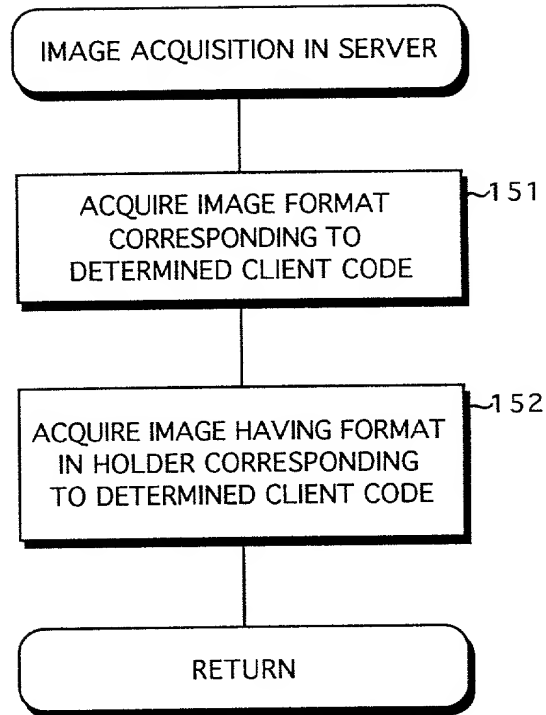 IMAGE ACQUISITION IN SERVER
151
ACQUIRE IMAGE FORMAT
CORRESPONDING TO
DETERMINED CLIENT CODE
152
ACQUIRE IMAGE HAVING FORMAT
IN HOLDER CORRESPONDING
TO DETERMINED CLIENT CODE
RETURN